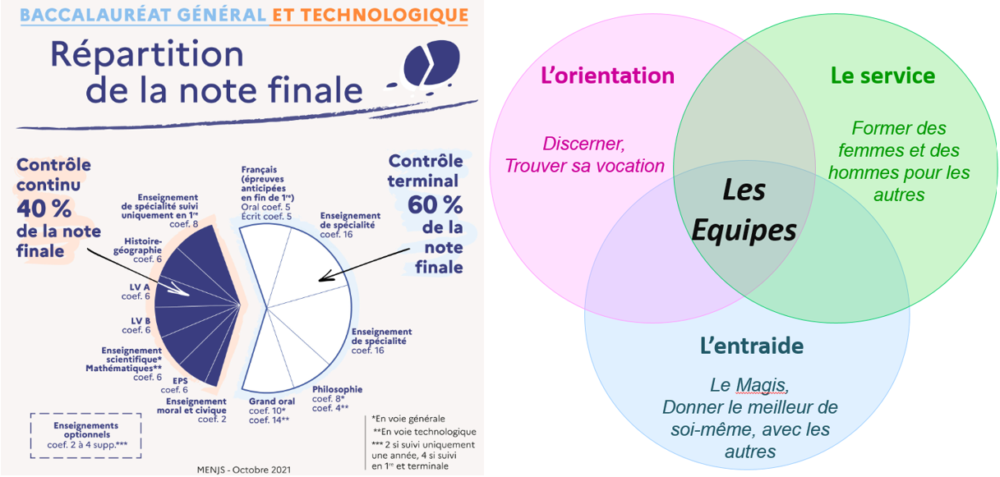 BACCALAURÉAT GÉNÉRAL ET TECHNOLOGIQUE
Répartition
de la note finale
Contrôle
continu
40 %
de la note
finale
Contrôle
terminal
60 %
de la
note
finale
Français
(épreuves
anticipées
en fin de 1re)
Oral coef. 5
Écrit coef. 5
Enseignement
de spécialité
coef. 16
Enseignement
de spécialité
coef. 16
Philosophie
coef. 8*
coef. 4**
Grand oral
coef. 10*
coef. 14**
Enseignement
de spécialité suivi
uniquement en 1re
coef. 8
Histoire-
géographie
coef. 6
LV A
coef. 6
LV B
coef. 6
Enseignement
scientifique*
Mathématiques**
coef. 6
EPS
coef. 6
Enseignement
moral et civique
coef. 2
Enseignements
optionnels
coef. 2 à 4 supp.***
*En voie générale
**En voie technologique
*** 2 si suivi uniquement
une année, 4 si suivi
en 1re et terminale
MENJS - Octobre 2021
L'orientation
Discerner,
Trouver sa vocation
Le service
Former des
femmes et des
hommes pour les
autres
Les
Equipes
L'entraide
Le Magis,
Donner le meilleur de
soi-même, avec les
autres